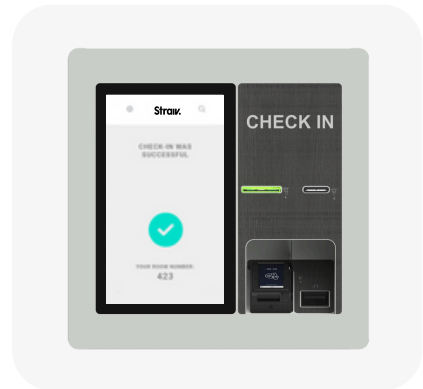 Straw.
CHECK-IN WAS
SUCCESSFUL
YOUR ROOM NUMBER:
423
CHECK IN